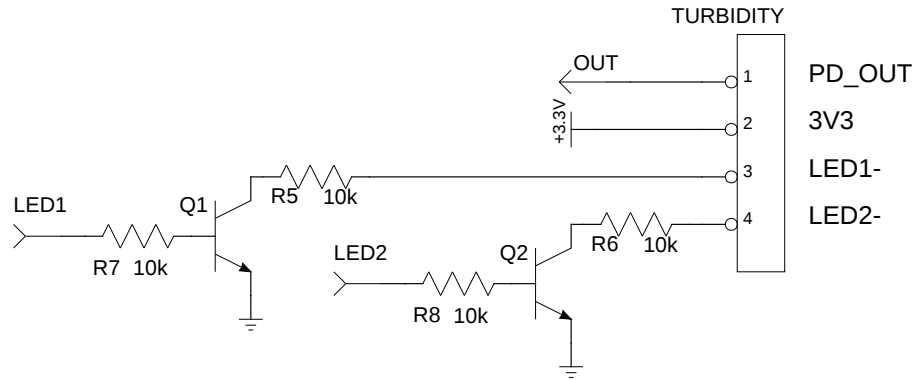 TURBIDITY
OUT
1
PD_OUT
+3.3V
2
3V3
3
LED1-
R5 10k
LED1
Q1
R7 10k
4
LED2-
R6 10k
LED2
Q2
R8 10k